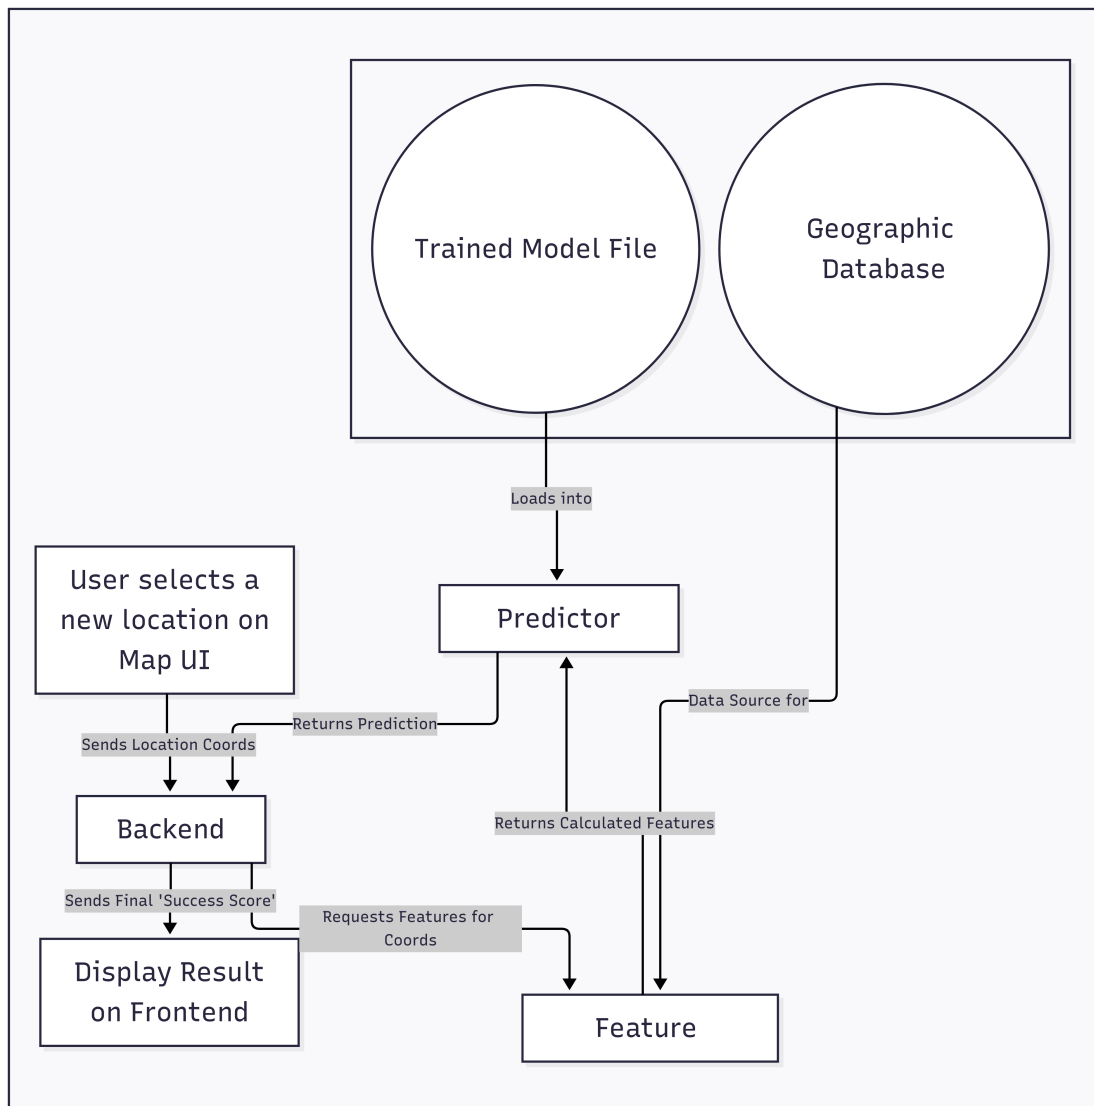 Trained Model File
Geographic
Database
Loads into
User selects a
new location on
Map UI
Predictor
Data Source for
Returns Prediction
Sends Location Coords
Backend
Returns Calculated Features
Sends Final 'Success Score'
Requests Features for
Coords
Display Result
on Frontend
Feature